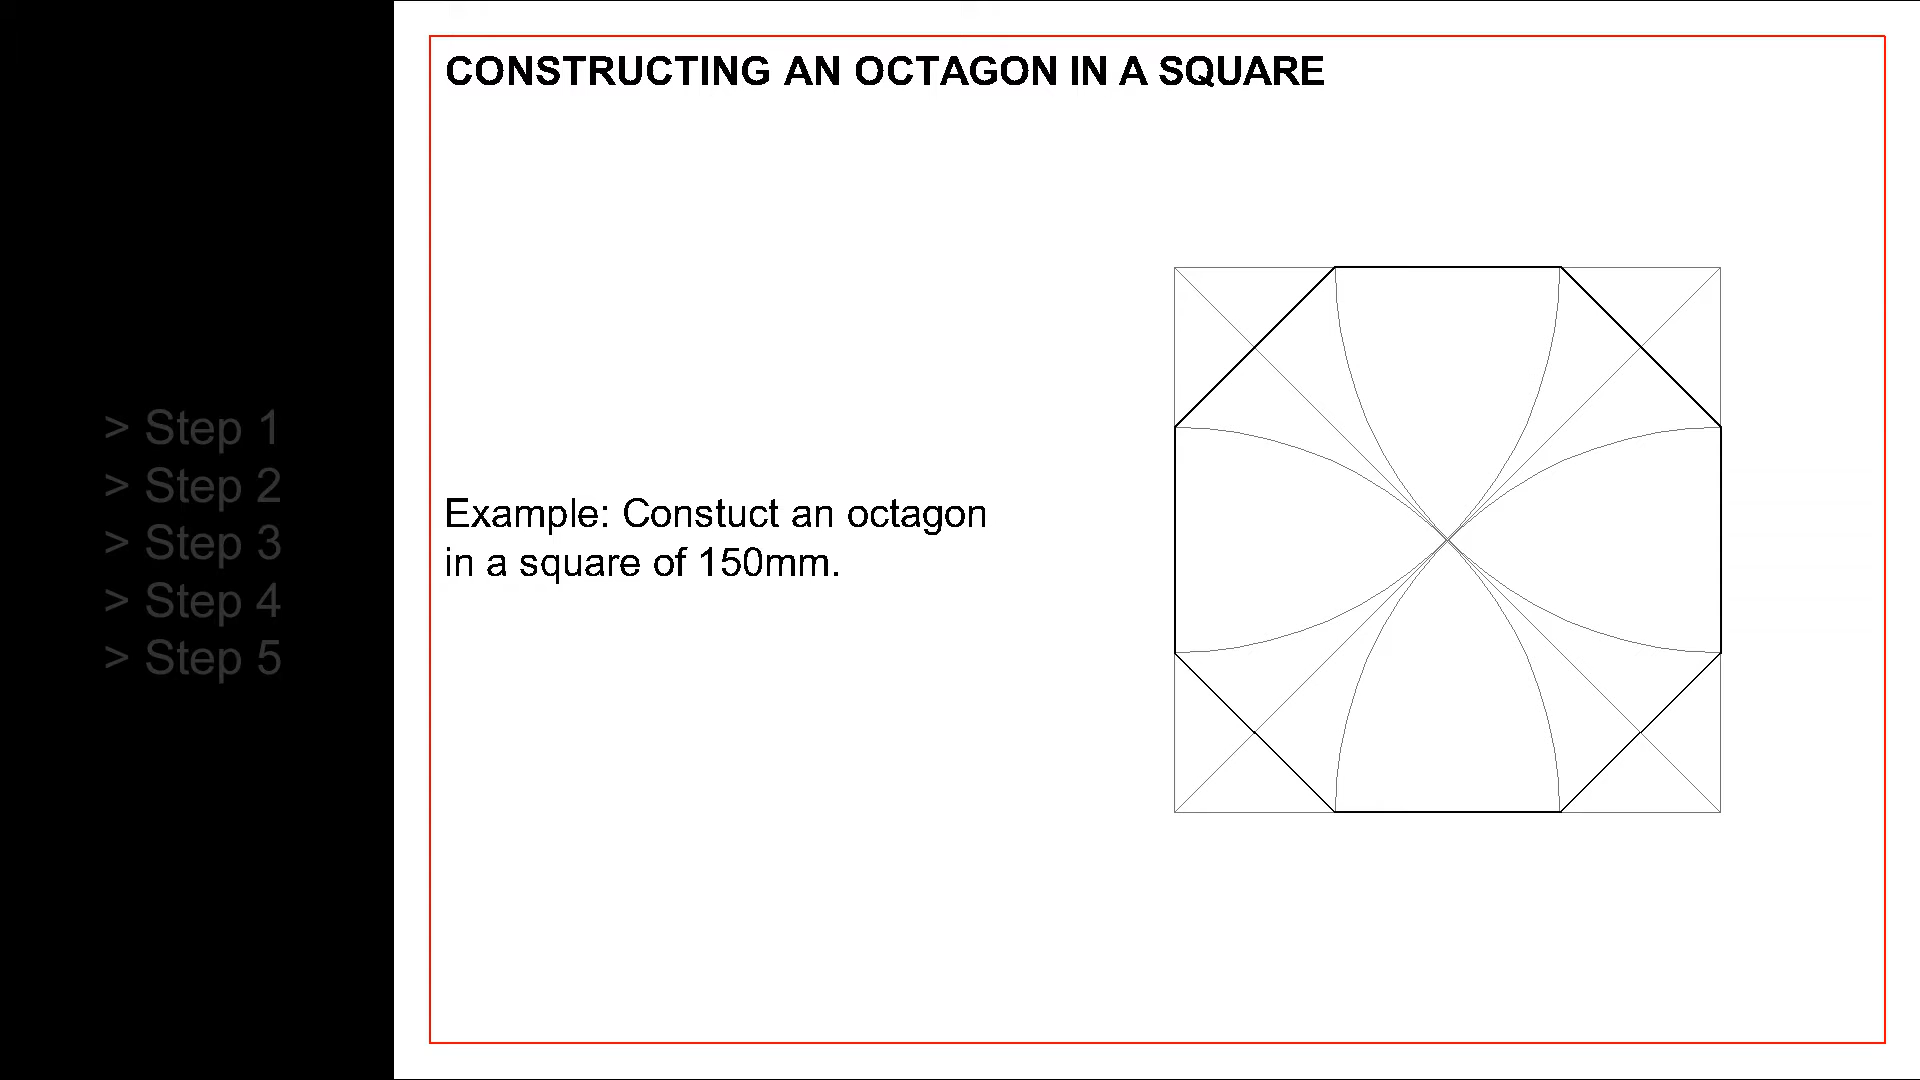 CONSTRUCTING AN OCTAGON IN A SQUARE
> Step 1
> Step 2
> Step 3
> Step 4
> Step 5
Example: Constuct an octagon
in a square of 150mm.